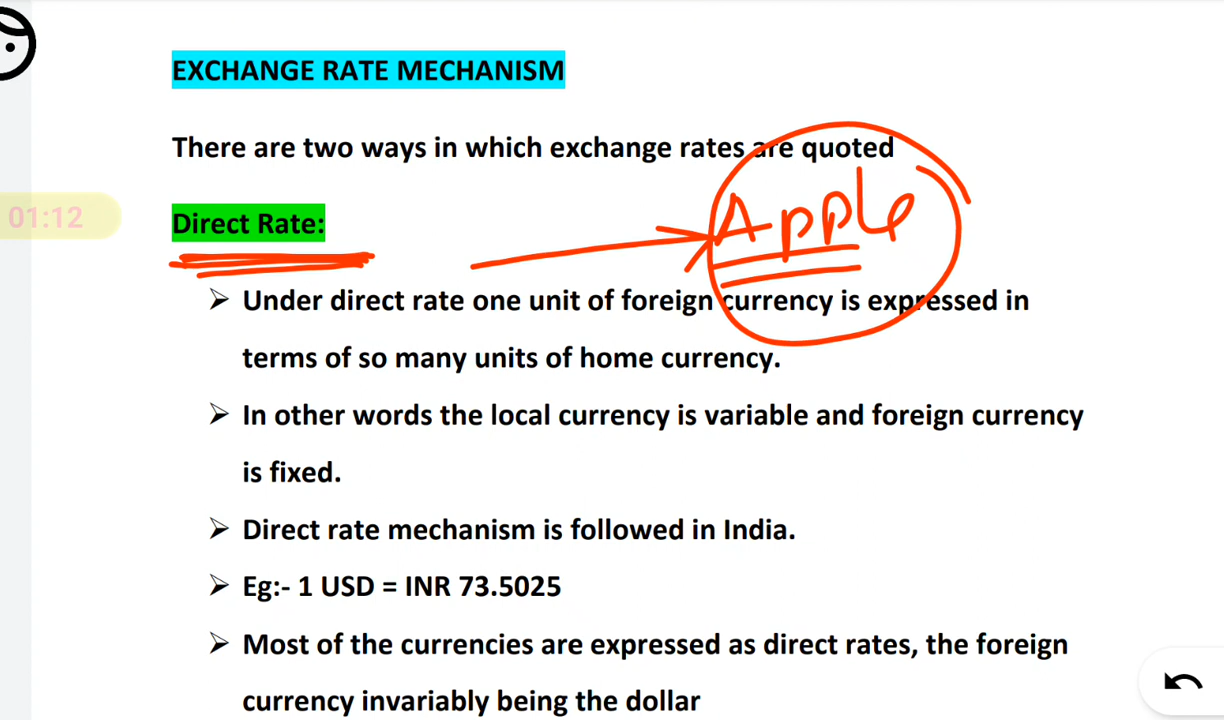 EXCHANGE RATE MECHANISM
There are two ways in which exchange rates are quoted
Apple
01:12
Direct Rate:
➢ Under direct rate one unit of foreign currency is expressed in
terms of so many units of home currency.
➢ In other words the local currency is variable and foreign currency
is fixed.
➢ Direct rate mechanism is followed in India.
➢ Eg:- 1 USD = INR 73.5025
➢ Most of the currencies are expressed as direct rates, the foreign
currency invariably being the dollar